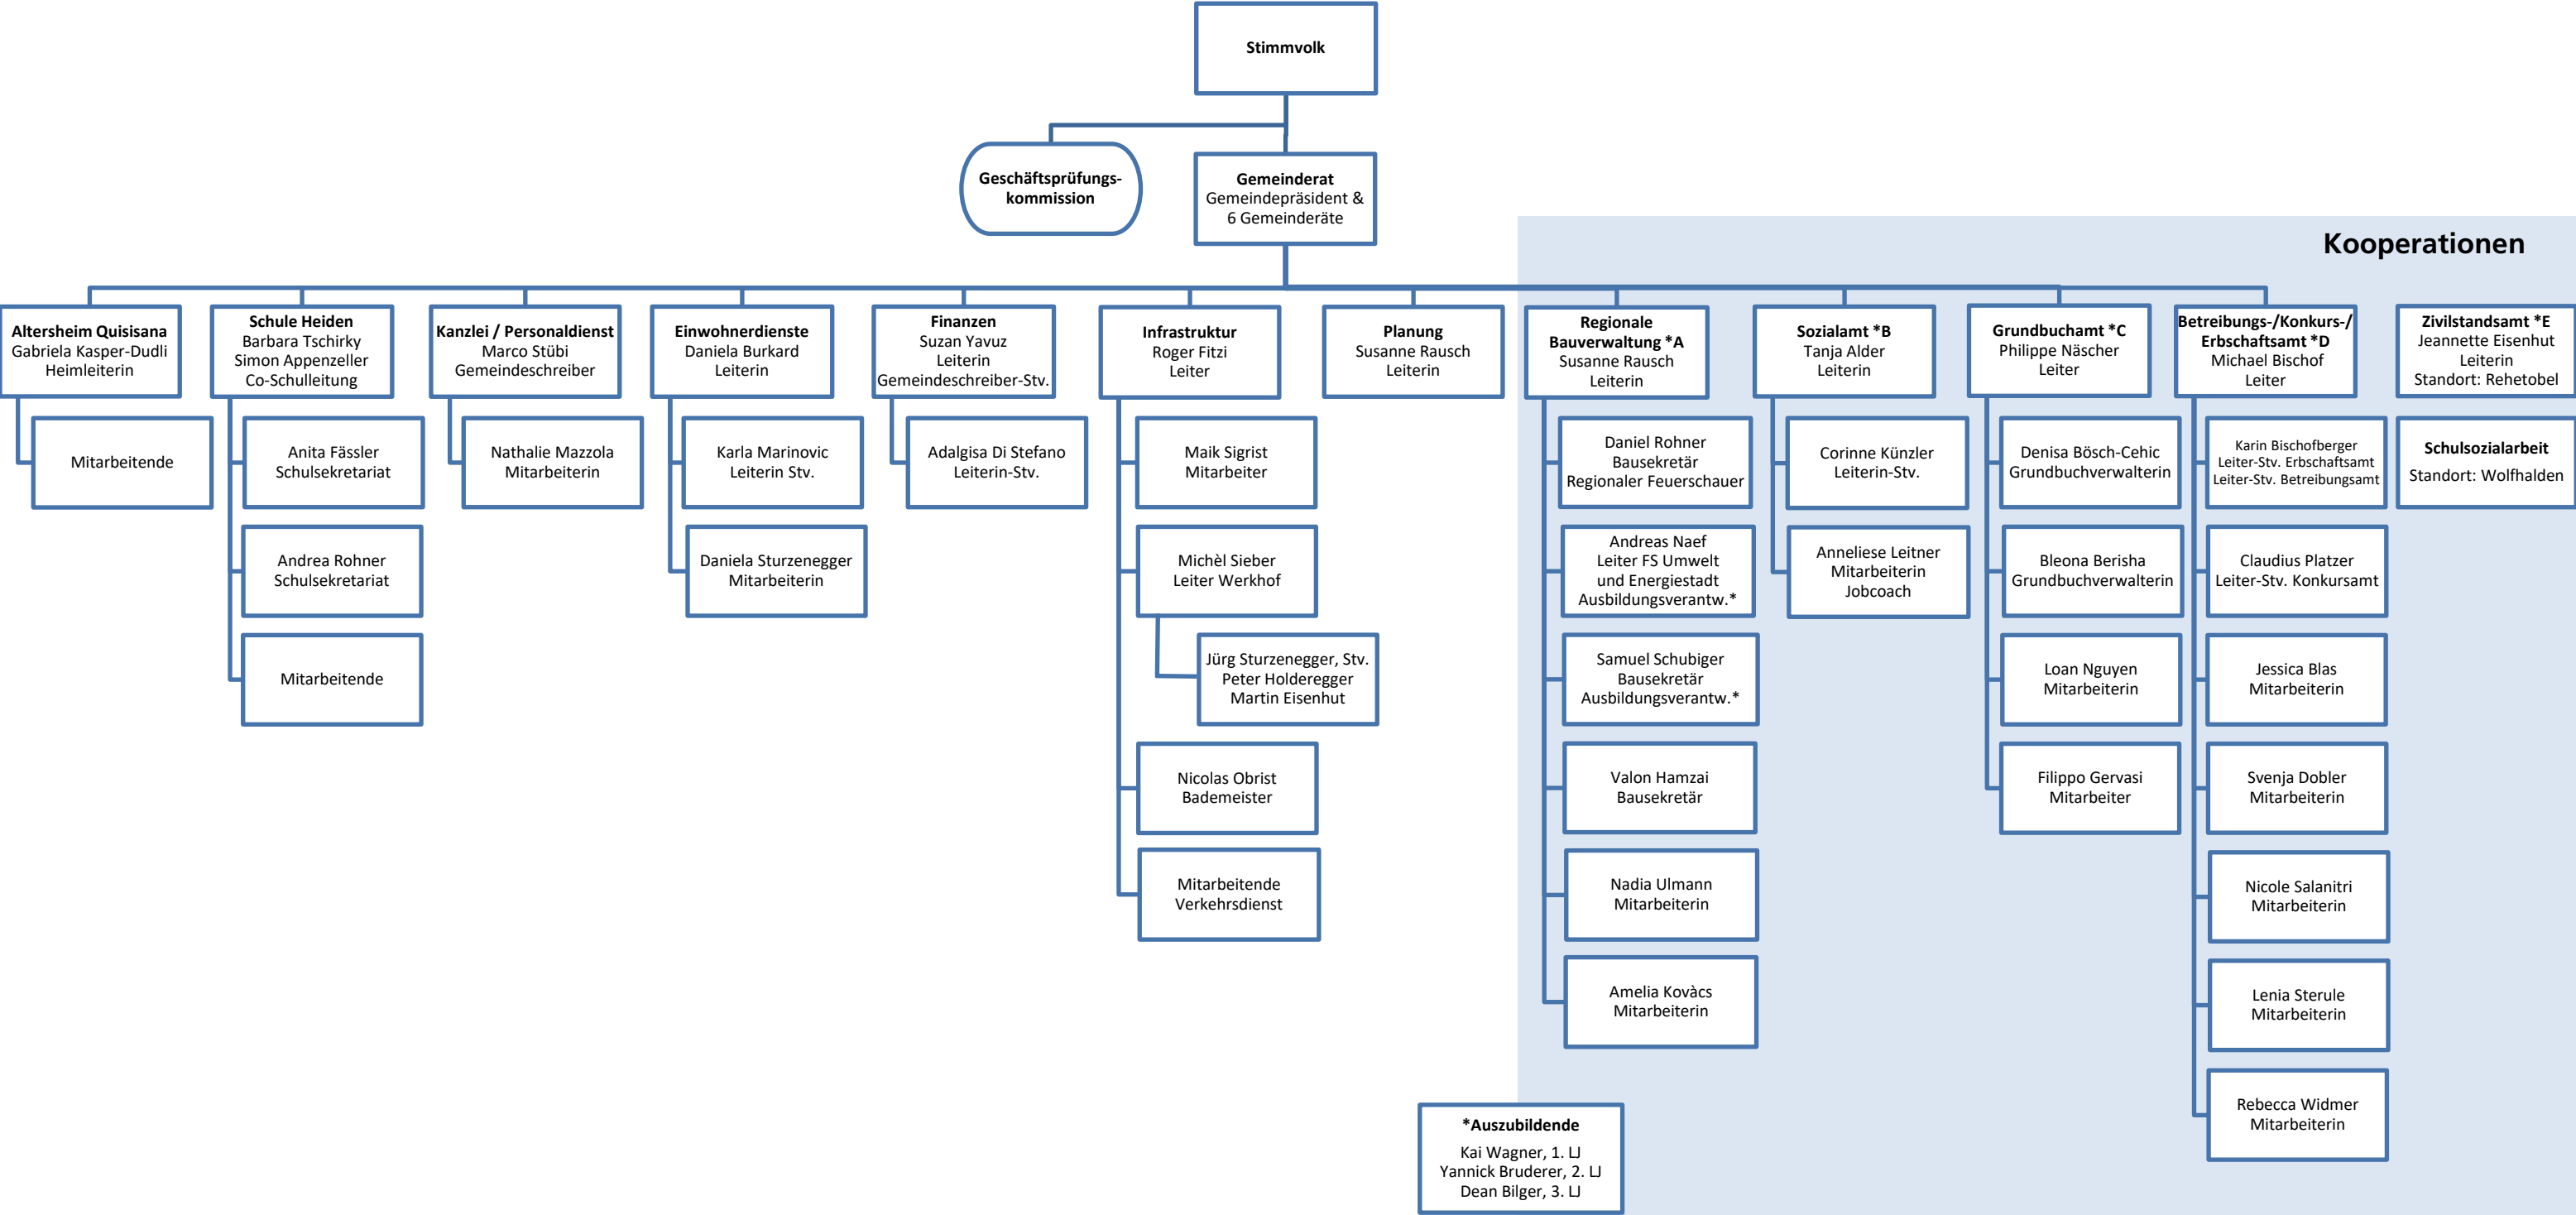 Stimmvolk
Geschäftsprüfungs-
kommission
Gemeinderat
Gemeindepräsident &
6 Gemeinderäte
Kooperationen
Altersheim Quisisana
Gabriela Kasper-Dudli
Heimleiterin
Mitarbeitende
Schule Heiden
Barbara Tschirky
Simon Appenzeller
Co-Schulleitung
Anita Fässler
Schulsekretariat
Andrea Rohner
Schulsekretariat
Mitarbeitende
Kanzlei / Personaldienst
Marco Stübi
Gemeindeschreiber
Nathalie Mazzola
Mitarbeiterin
Einwohnerdienste
Daniela Burkard
Leiterin
Karla Marinovic
Leiterin Stv.
Daniela Sturzenegger
Mitarbeiterin
Finanzen
Suzan Yavuz
Leiterin
Gemeindeschreiber-Stv.
Adalgisa Di Stefano
Leiterin-Stv.
Infrastruktur
Roger Fitzi
Leiter
Maik Sigrist
Mitarbeiter
Michèl Sieber
Leiter Werkhof
Jürg Sturzenegger, Stv.
Peter Holderegger
Martin Eisenhut
Nicolas Obrist
Bademeister
Mitarbeitende
Verkehrsdienst
Planung
Susanne Rausch
Leiterin
Regionale
Bauverwaltung *A
Susanne Rausch
Leiterin
Daniel Rohner
Bausekretär
Regionaler Feuerschauer
Andreas Naef
Leiter FS Umwelt
und Energiestadt
Ausbildungsverantw.*
Samuel Schubiger
Bausekretär
Ausbildungsverantw.*
Valon Hamzai
Bausekretär
Nadia Ulmann
Mitarbeiterin
Amelia Kovàcs
Mitarbeiterin
Sozialamt *B
Tanja Alder
Leiterin
Corinne Künzler
Leiterin-Stv.
Anneliese Leitner
Mitarbeiterin
Jobcoach
Grundbuchamt *C
Philippe Näscher
Leiter
Denisa Bösch-Cehic
Grundbuchverwalterin
Bleona Berisha
Grundbuchverwalterin
Loan Nguyen
Mitarbeiterin
Filippo Gervasi
Mitarbeiter
Betreibungs-/Konkurs-/
Erbschaftsamt *D
Michael Bischof
Leiter
Karin Bischofberger
Leiter-Stv. Erbschaftsamt
Leiter-Stv. Betreibungsamt
Claudius Platzer
Leiter-Stv. Konkursamt
Jessica Blas
Mitarbeiterin
Svenja Dobler
Mitarbeiterin
Nicole Salanitri
Mitarbeiterin
Lenia Sterule
Mitarbeiterin
Rebecca Widmer
Mitarbeiterin
Zivilstandsamt *E
Jeannette Eisenhut
Leiterin
Standort: Rehetobel
Schulsozialarbeit
Standort: Wolfhalden
*Auszubildende
Kai Wagner, 1. LJ
Yannick Bruderer, 2. LJ
Dean Bilger, 3. LJ